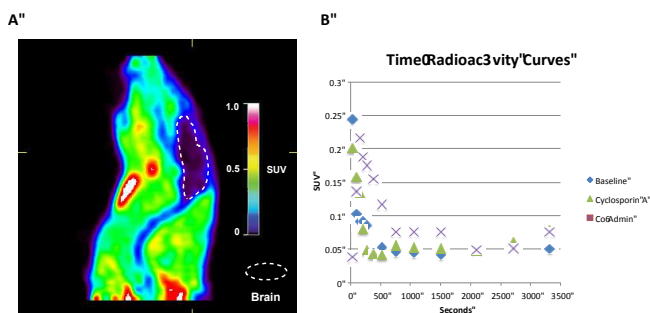 A"
1.0
0.5
SUV
0
Brain
B"
Time0Radioac3vity"Curves"
0.3"
0.25"
0.2"
0.15"
0.1"
0.05"
0"
SUV"
0" 500" 1000" 1500" 2000" 2500" 3000" 3500"
Seconds"
Baseline"
Cyclosporin"A"
Co6Admin"